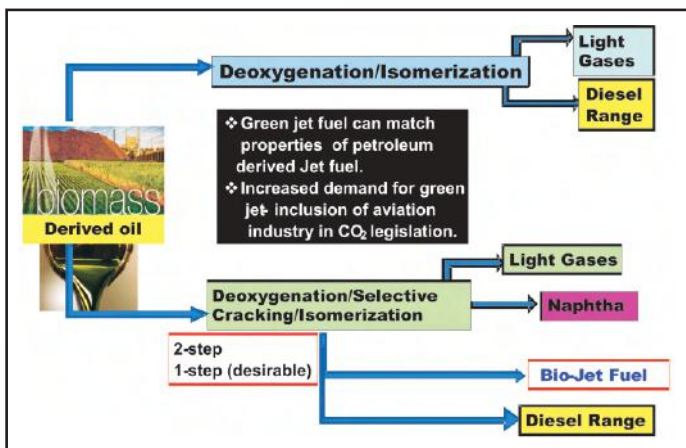 Deoxygenation/Isomerization
Light
Gases
Diesel
Range
❖Green jet fuel can match
properties of petroleum
derived Jet fuel.
❖Increased demand for green
jet- inclusion of aviation
industry in CO₂ legislation.
biomass
Derived oil
Deoxygenation/Selective
Cracking/Isomerization
Light Gases
Naphtha
2-step
1-step (desirable)
Bio-Jet Fuel
Diesel Range